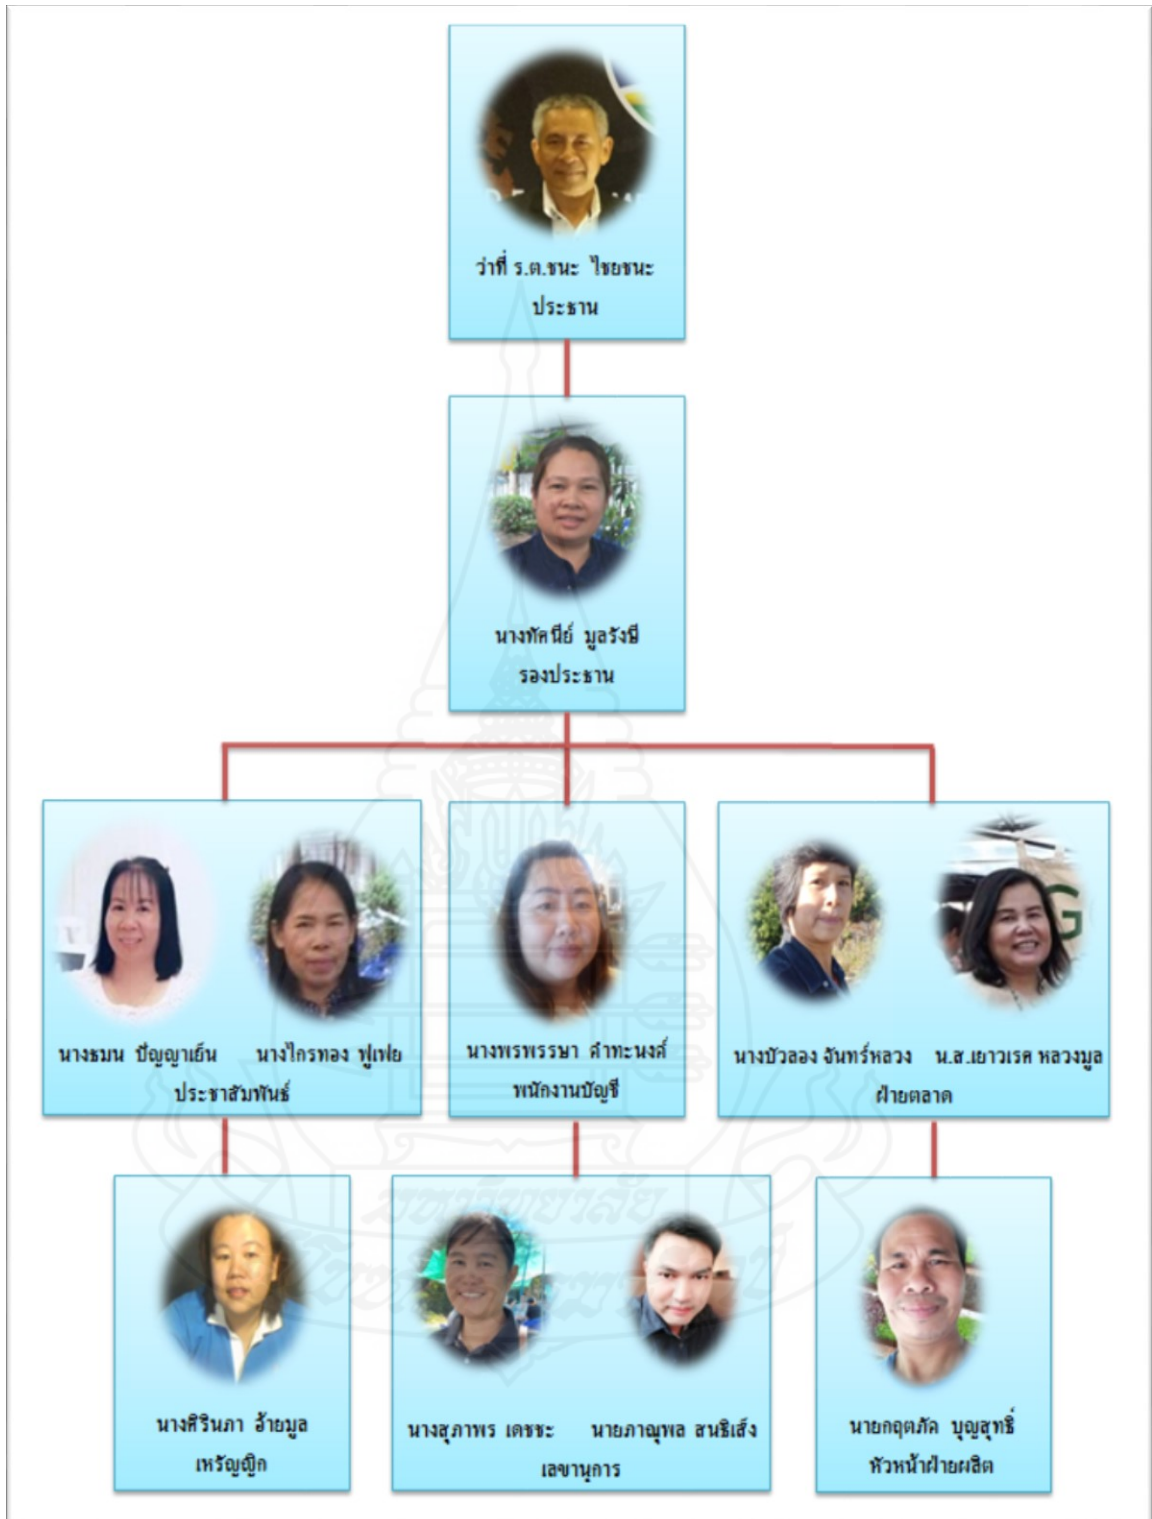 ว่าที่ ร.ต.ชนะ ไชยชนะ
ประธาน
นางทัศนีย์ มูลรังษี
รองประธาน
นางธมน ปัญญาเย็น นางไกรทอง ฟูเฟย
ประชาสัมพันธ์
นางพรพรรษา คำทะนงค์
พนักงานบัญชี
นางบัวลอง จันทร์หลวง น.ส.เยาวเรศ หลวงมูล
ฝ่ายตลาด
นางศิรินภา อ้ายมูล
เหรัญญิก
นางสุภาพร เดชชะ นายภาณุพล สนธิเส็ง
เลขานุการ
นายกฤตภัค บุญสุทธิ์
หัวหน้าฝ่ายผลิต
มหาวิทยาลัย